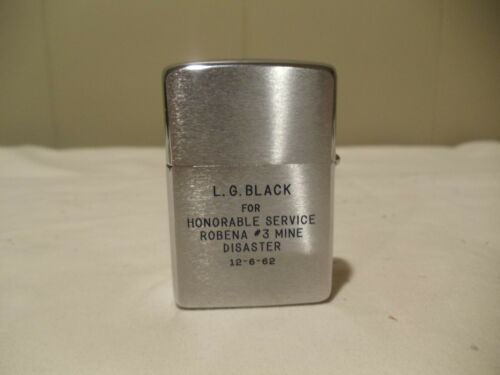 L.G.BLACK
FOR
HONORABLE SERVICE
ROBENA #3 MINE
DISASTER
12-6-62